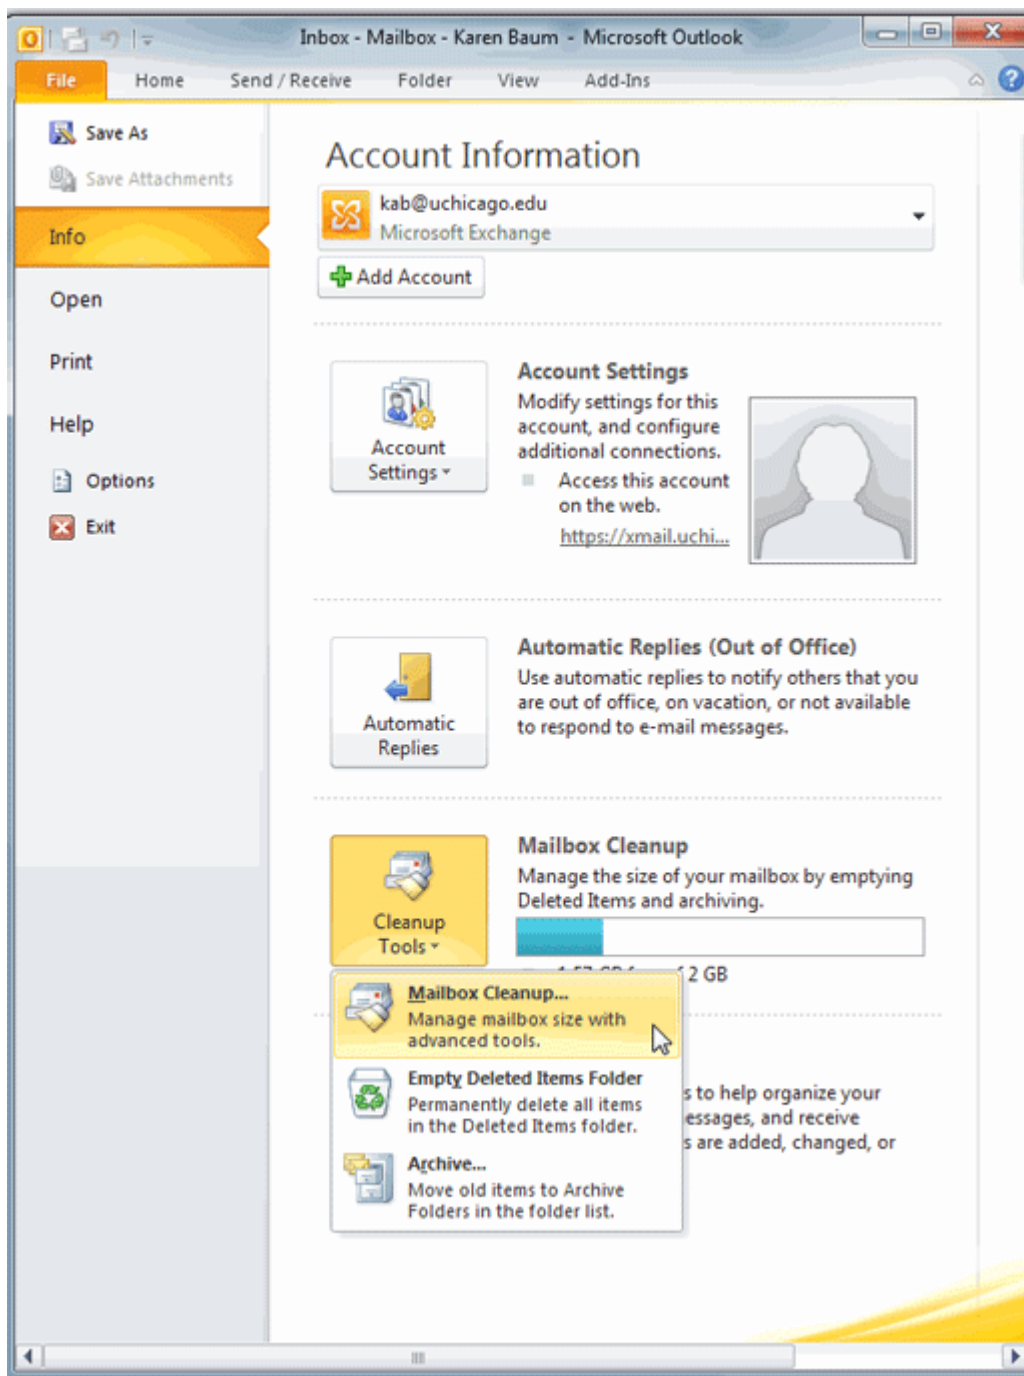 Inbox - Mailbox - Karen Baum - Microsoft Outlook
File Home Send / Receive Folder View Add-Ins
Save As
Save Attachments
Info
Open
Print
Help
Options
Exit
Account Information
kab@uchicago.edu
Microsoft Exchange
Add Account
Account
Settings
Account Settings
Modify settings for this
account, and configure
additional connections.
Access this account
on the web.
https://xmail.uchi...
Automatic
Replies
Automatic Replies (Out of Office)
Use automatic replies to notify others that you
are out of office, on vacation, or not available
to respond to e-mail messages.
Cleanup
Tools
Mailbox Cleanup
Manage the size of your mailbox by emptying
Deleted Items and archiving.
2 GB
Mailbox Cleanup...
Manage mailbox size with
advanced tools.
Empty Deleted Items Folder
Permanently delete all items
in the Deleted Items folder.
Archive...
Move old items to Archive
Folders in the folder list.
to help organize your
and receive
are added, changed, or